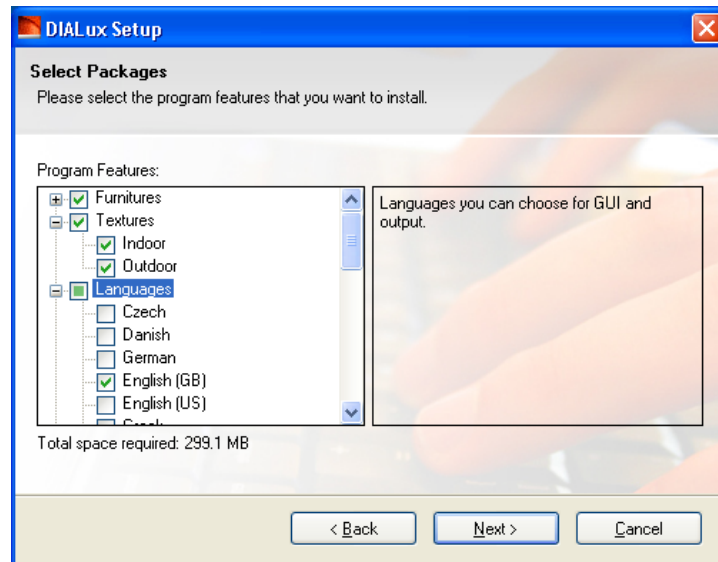 DIALux Setup
Select Packages
Please select the program features that you want to install.
Program Features:
Furnitures
Textures
Indoor
Outdoor
Languages
Czech
Danish
German
English (GB)
English (US)
Languages you can choose for GUI and
output.
Total space required: 299.1 MB
< Back
Next >
Cancel